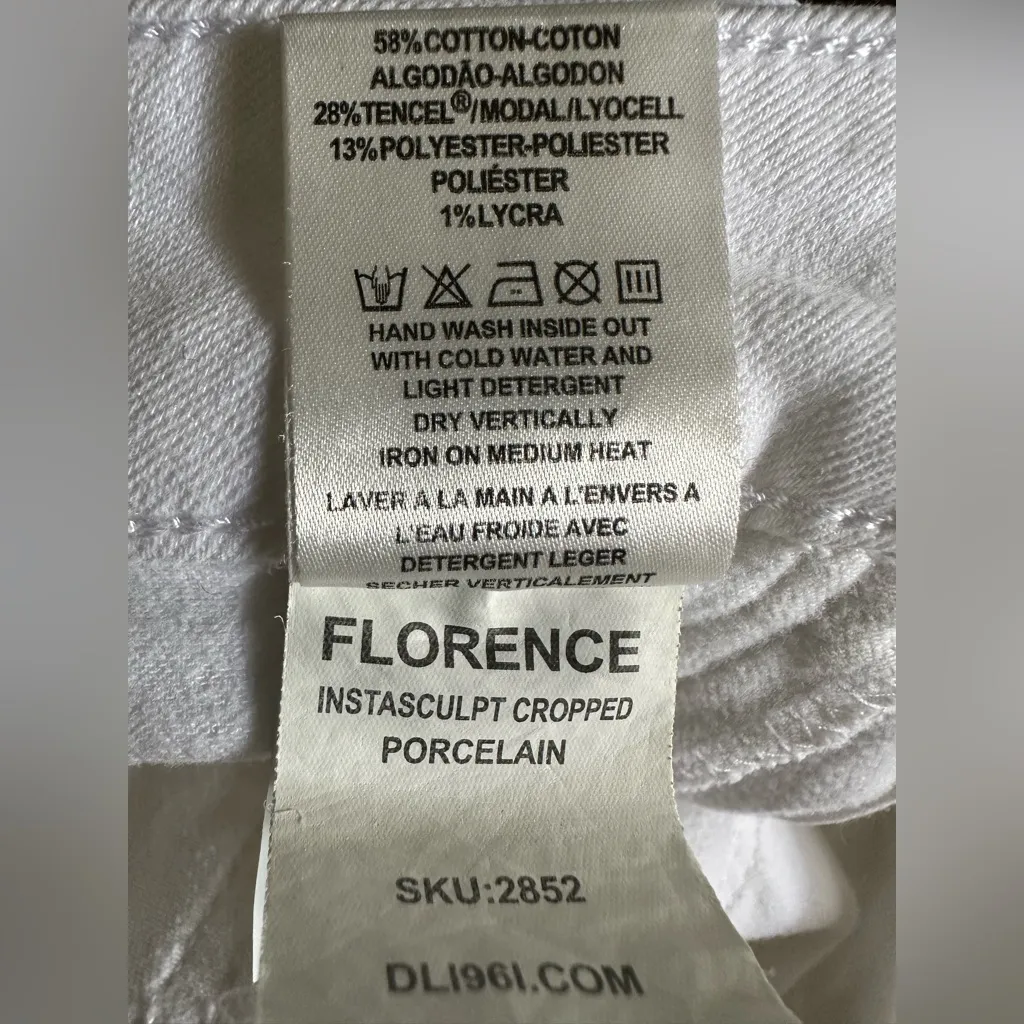 58%COTTON-COTON
ALGODÃO-ALGODON
28%TENCEL®/MODAL/LYOCELL
13%POLYESTER-POLIESTER
POLIÉSTER
1%LYCRA
HAND WASH INSIDE OUT
WITH COLD WATER AND
LIGHT DETERGENT
DRY VERTICALLY
IRON ON MEDIUM HEAT
LAVER A LA MAIN A L'ENVERS A
L'EAU FROIDE AVEC
DETERGENT LEGER
SECHER VERTICALEMENT
FLORENCE
INSTASCULPT CROPPED
PORCELAIN
SKU:2852
DL1961.COM